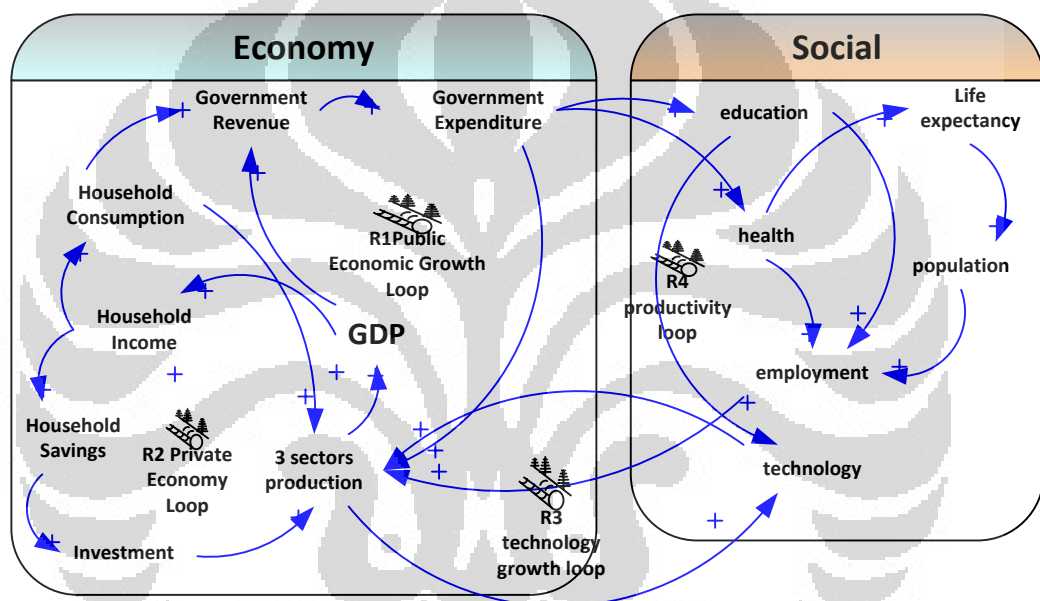 Economy
Social
Government
Revenue
Government
Expenditure
education
Life
expectancy
Household
Consumption
R1Public
Economic Growth
Loop
health
population
R4
productivity
loop
Household
Income
GDP
employment
Household
Savings
R2 Private
Economy
Loop
3 sectors
production
technology
R3
technology
growth loop
Investment